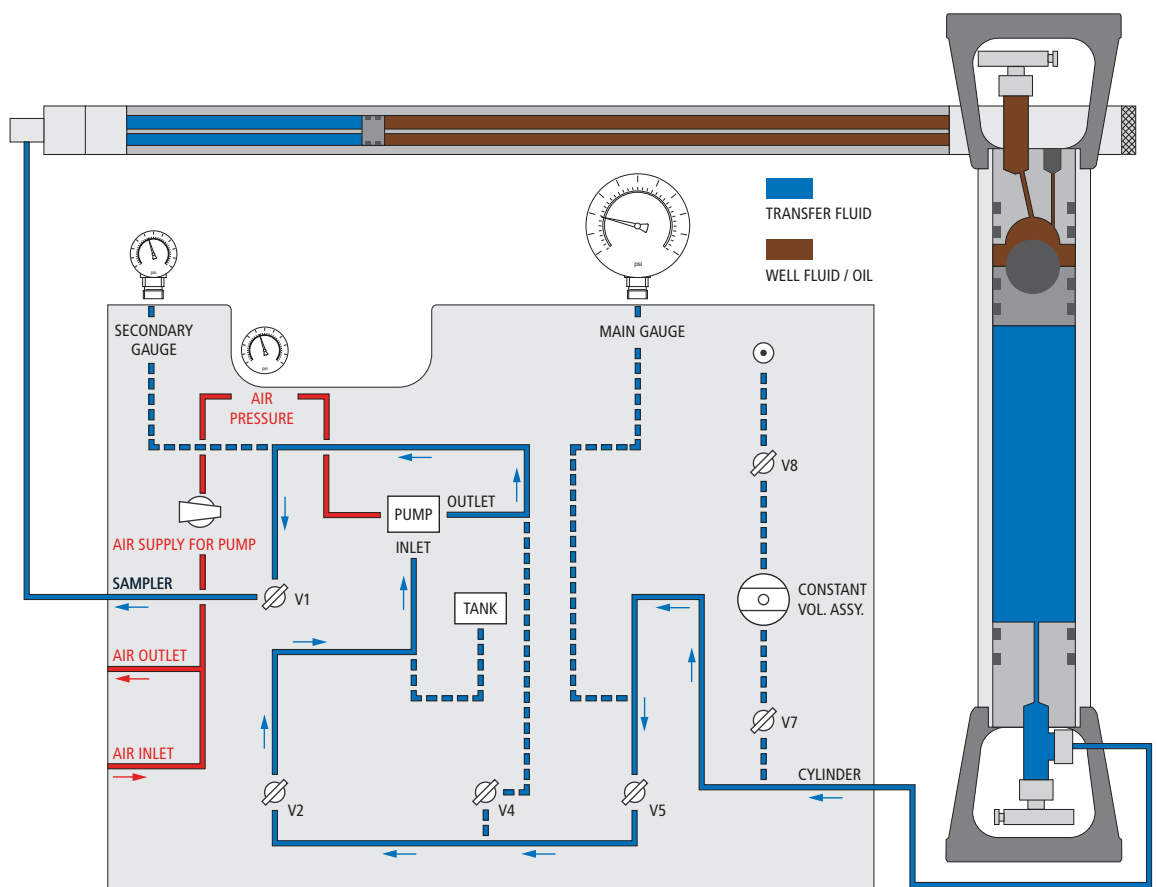 TRANSFER FLUID
WELL FLUID / OIL
psi
psi
SECONDARY
GAUGE
MAIN GAUGE
psi
AIR
PRESSURE
V8
OUTLET
PUMP
INLET
AIR SUPPLY FOR PUMP
SAMPLER
V1
TANK
CONSTANT
VOL. ASSY.
AIR OUTLET
V7
AIR INLET
CYLINDER
V2
V4
V5